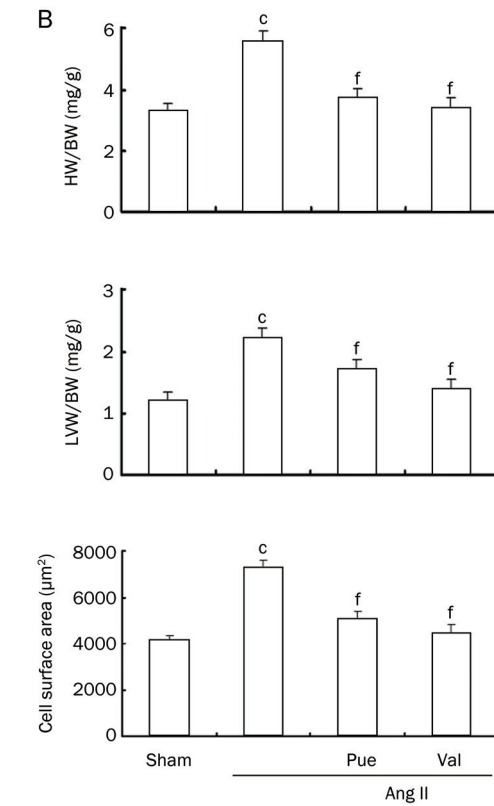 B
HW/BW (mg/g)
6
4
2
0
c
f
f
LVW/BW (mg/g)
3
2
1
0
c
f
f
Cell surface area (μm²)
8000
6000
4000
2000
0
c
f
f
Sham Pue Val
Ang II